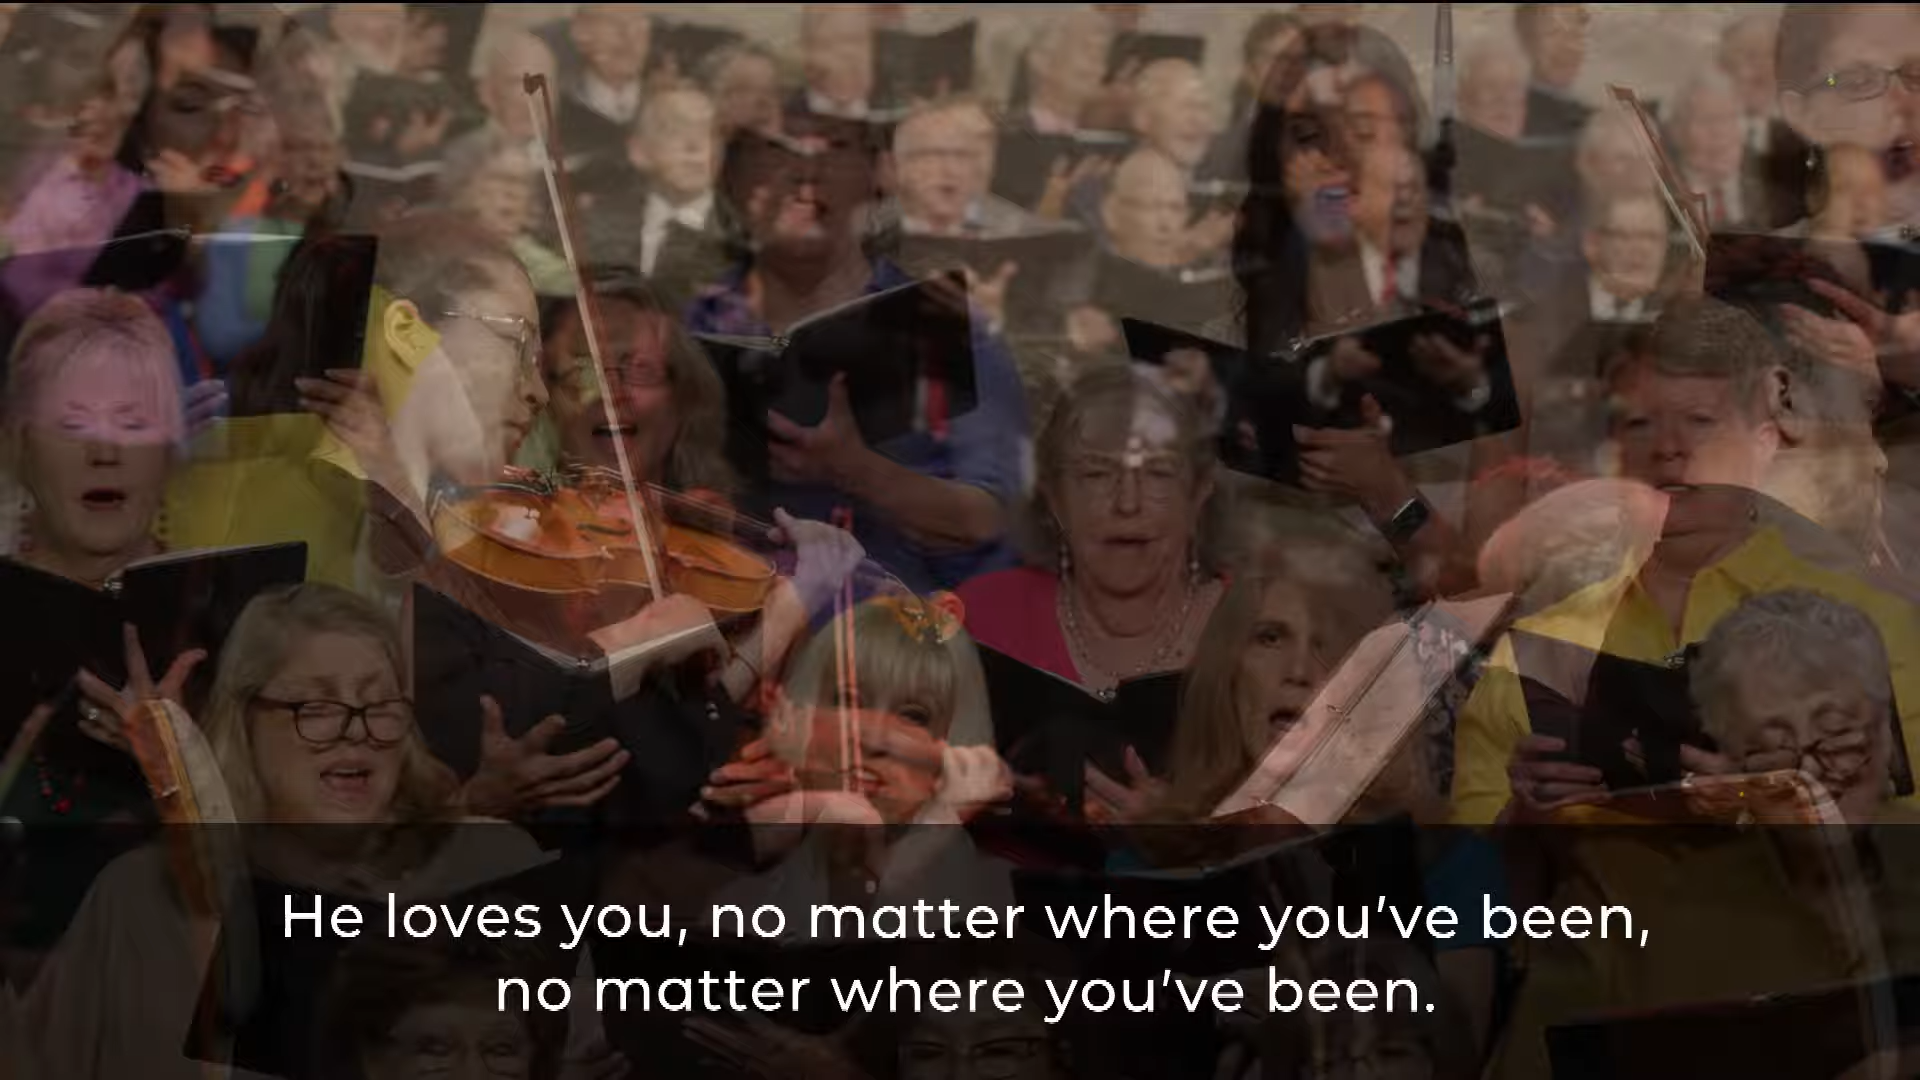 He loves you, no matter where you've been,
no matter where you've been.